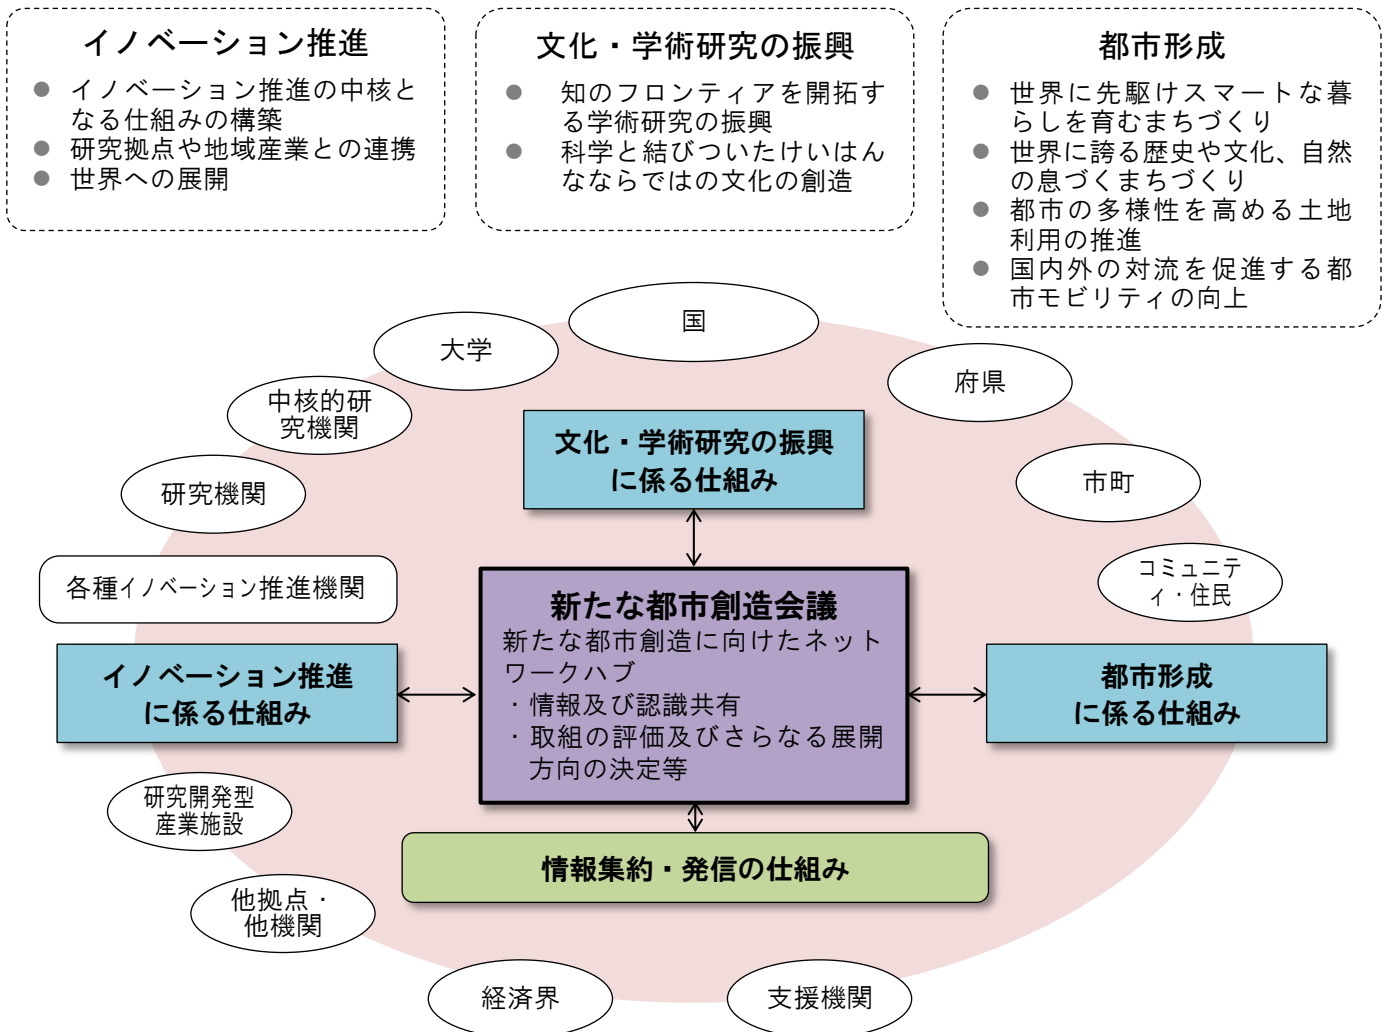 イノベーション推進
● イノベーション推進の中核と
なる仕組みの構築
● 研究拠点や地域産業との連携
● 世界への展開
文化・学術研究の振興
● 知のフロンティアを開拓す
る学術研究の振興
● 科学と結びついたけいはん
なならではの文化の創造
都市形成
● 世界に先駆けスマートな暮
らしを育むまちづくり
● 世界に誇る歴史や文化、自然
の息づくまちづくり
● 都市の多様性を高める土地
利用の推進
● 国内外の対流を促進する都
市モビリティの向上
国
大学
府県
中核的研
究機関
文化・学術研究の振興
に係る仕組み
市町
研究機関
各種イノベーション推進機関
コミュニテ
ィ・住民
新たな都市創造会議
新たな都市創造に向けたネット
ワークハブ
・情報及び認識共有
・取組の評価及びさらなる展開
方向の決定等
イノベーション推進
に係る仕組み
都市形成
に係る仕組み
研究開発型
産業施設
情報集約・発信の仕組み
他拠点・
他機関
経済界
支援機関